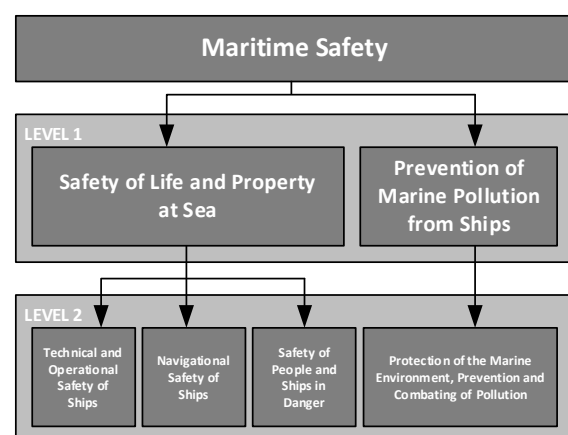 Maritime Safety
LEVEL 1
Safety of Life and Property
at Sea
Prevention of
Marine Pollution
from Ships
LEVEL 2
Technical and
Operational
Safety of
Ships
Navigational
Safety of
Ships
Safety of
People and
Ships in
Danger
Protection of the Marine
Environment, Prevention and
Combating of Pollution